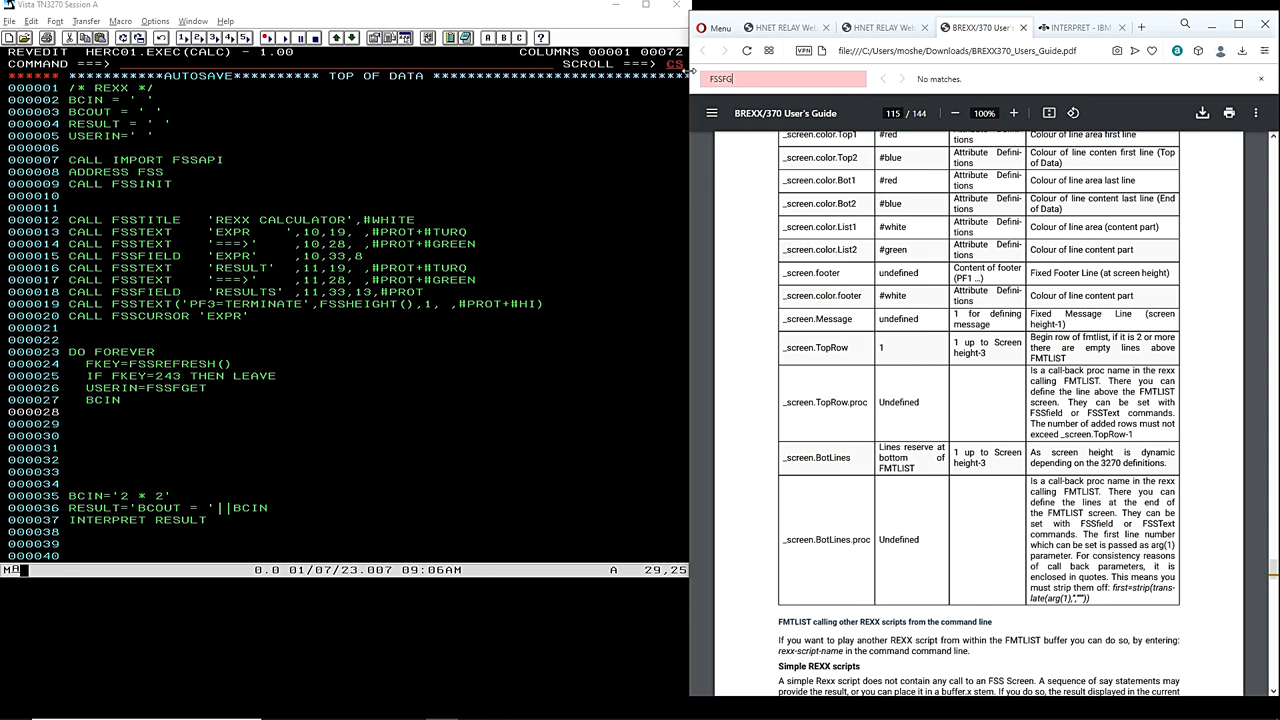 Vista TN3270 Session A
File Edit Font Transfer Macro Options Window Help
REVEDIT HERC01.EXEC(CALC) - 1.00 COLUMNS 00001 00072
COMMAND ===> SCROLL ===> CS
****** ********************AUTOSAVE********** TOP OF DATA
000001 /* REXX */
000002 BCIN = ' '
000003 BCOUT = ' '
000004 RESULT = ' '
000005 USERIN=' '
000006
000007 CALL IMPORT FSSAPI
000008 ADDRESS FSS
000009 CALL FSSINIT
000010
000011
000012 CALL FSSTITLE 'REXX CALCULATOR',#WHITE
000013 CALL FSSTEXT 'EXPR ',10,19, ,#PROT+#TURQ
000014 CALL FSSTEXT '===>' ,10,28, ,#PROT+#GREEN
000015 CALL FSSFIELD 'EXPR' ,10,33,8
000016 CALL FSSTEXT 'RESULT' ,11,19, ,#PROT+#TURQ
000017 CALL FSSTEXT '===>' ,11,28, ,#PROT+#GREEN
000018 CALL FSSFIELD 'RESULTS' ,11,33,13,#PROT
000019 CALL FSSTEXT('PF3=TERMINATE',FSSHEIGHT(),1, ,#PROT+#HI)
000020 CALL FSSCURSOR 'EXPR'
000021
000022
000023 DO FOREVER
000024 FKEY=FSSREFRESH()
000025 IF FKEY=243 THEN LEAVE
000026 USERIN=FSSFGET
000027 BCIN
000028
000029
000030
000031
000032
000033
000034
000035 BCIN='2 * 2'
000036 RESULT='BCOUT = '||BCIN
000037 INTERPRET RESULT
000038
000039
000040
MA 0.0 01/07/23.007 09:06AM A 29,25
Menu HNET RELAY We HNET RELAY We BREXX/370 User's INTERPRET - IBM
VPN file:///C:/Users/moshe/Downloads/BREXX370_Users_Guide.pdf
FSSFG No matches.
BREXX/370 User's Guide 115 / 144 100%
_screen.color.Top1 #red Attribute Definitions Colour of line area first line
_screen.color.Top2 #blue Attribute Definitions Colour of line conten first line (Top of Data)
_screen.color.Bot1 #red Attribute Definitions Colour of line area last line
_screen.color.Bot2 #blue Attribute Definitions Colour of line content last line (End of Data)
_screen.color.List1 #white Attribute Definitions Colour of line area (content part)
_screen.color.List2 #green Attribute Definitions Colour of line content part
_screen.footer undefined Content of footer (PF1 ...) Fixed Footer Line (at screen height)
_screen.color.footer #white Attribute Definitions Colour of line content part
_screen.Message undefined 1 for defining message Fixed Message Line (screen height-1)
_screen.TopRow 1 1 up to Screen height-3 Begin row of fmtlist, if it is 2 or more there are empty lines above FMTLIST
_screen.TopRow.proc Undefined Is a call-back proc name in the rexx calling FMTLIST. There you can define the line above the FMTLIST screen. They can be set with FSSfield or FSSText commands. The number of added rows must not exceed _screen.TopRow-1
_screen.BotLines Lines reserve at bottom of FMTLIST 1 up to Screen height-3 As screen height is dynamic depending on the 3270 definitions.
_screen.BotLines.proc Undefined Is a call-back proc name in the rexx calling FMTLIST. There you can define the lines at the end of the FMTLIST screen. They can be set with FSSfield or FSSText commands. The first line number which can be set is passed as arg(1) parameter. For consistency reasons of call back parameters, it is enclosed in quotes. This means you must strip them off: first=strip(translate(arg(1),,"'"))
FMTLIST calling other REXX scripts from the command line
If you want to play another REXX script from within the FMTLIST buffer you can do so, by entering:
rexx-script-name in the command command line.
Simple REXX scripts
A simple Rexx script does not contain any call to an FSS Screen. A sequence of say statements may
provide the result, or you can place it in a buffer.x stem. If you do so, the result displayed in the current